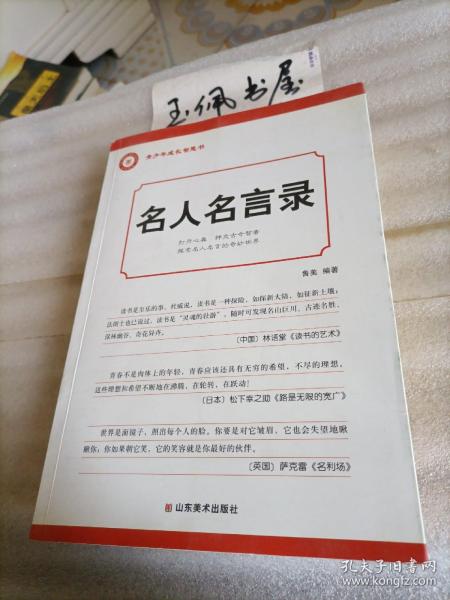 玉佩书屋
青少年成长智慧书
名人名言录
打开心扉 拜先古今智者
探索名人名言的奇妙世界
鲁美 编著
读书是至乐的事。杜威说，读书是一种探险，如探新大陆，如征新土壤；
法朗士也已说过，读书是“灵魂的壮游”，随时可发现名山巨川、古迹名胜、
深林幽谷、奇花异卉。
（中国）林语堂《读书的艺术》
青春不是肉体上的年轻，青春应该还具有无穷的希望，不尽的理想，
这些理想和希望不断地在沸腾，在轮转，在跃动！
（日本）松下幸之助《路是无限的宽广》
世界是面镜子，照出每个人的脸。你要是对它皱眉，它也会失望地瞅
瞅你；你如果朝它笑，它的笑容就是你最好的伙伴。
（英国）萨克雷《名利场》
山东美术出版社
孔夫子旧书网
www.kongfz.com